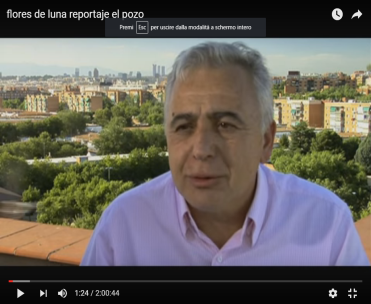 flores de luna reportaje el pozo
Premi Esc per uscire dalla modalità a schermo intero
1:24 / 2:00:44